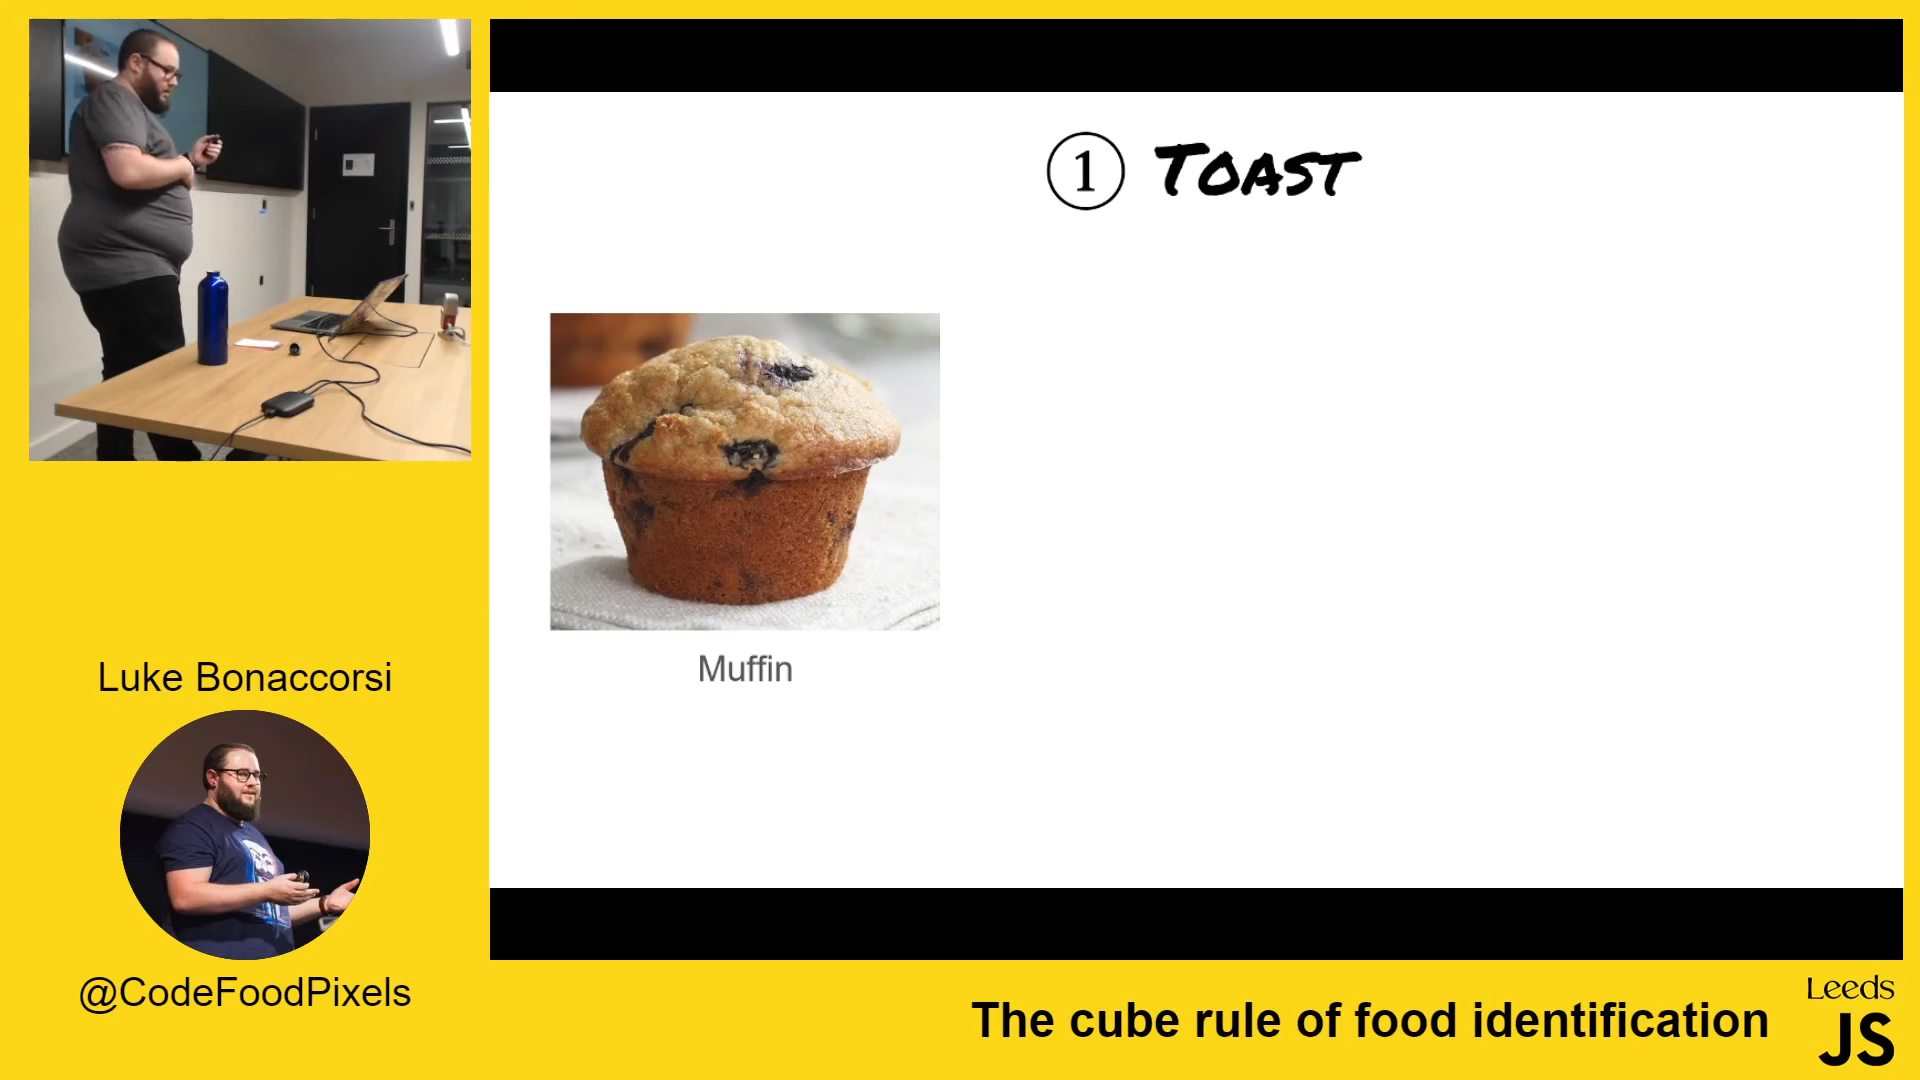 ① TOAST
Muffin
Luke Bonaccorsi
@CodeFoodPixels
The cube rule of food identification
Leeds
JS